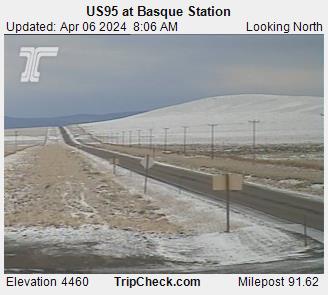 US95 at Basque Station
Updated: Apr 06 2024 8:06 AM Looking North
Elevation 4460 TripCheck.com Milepost 91.62